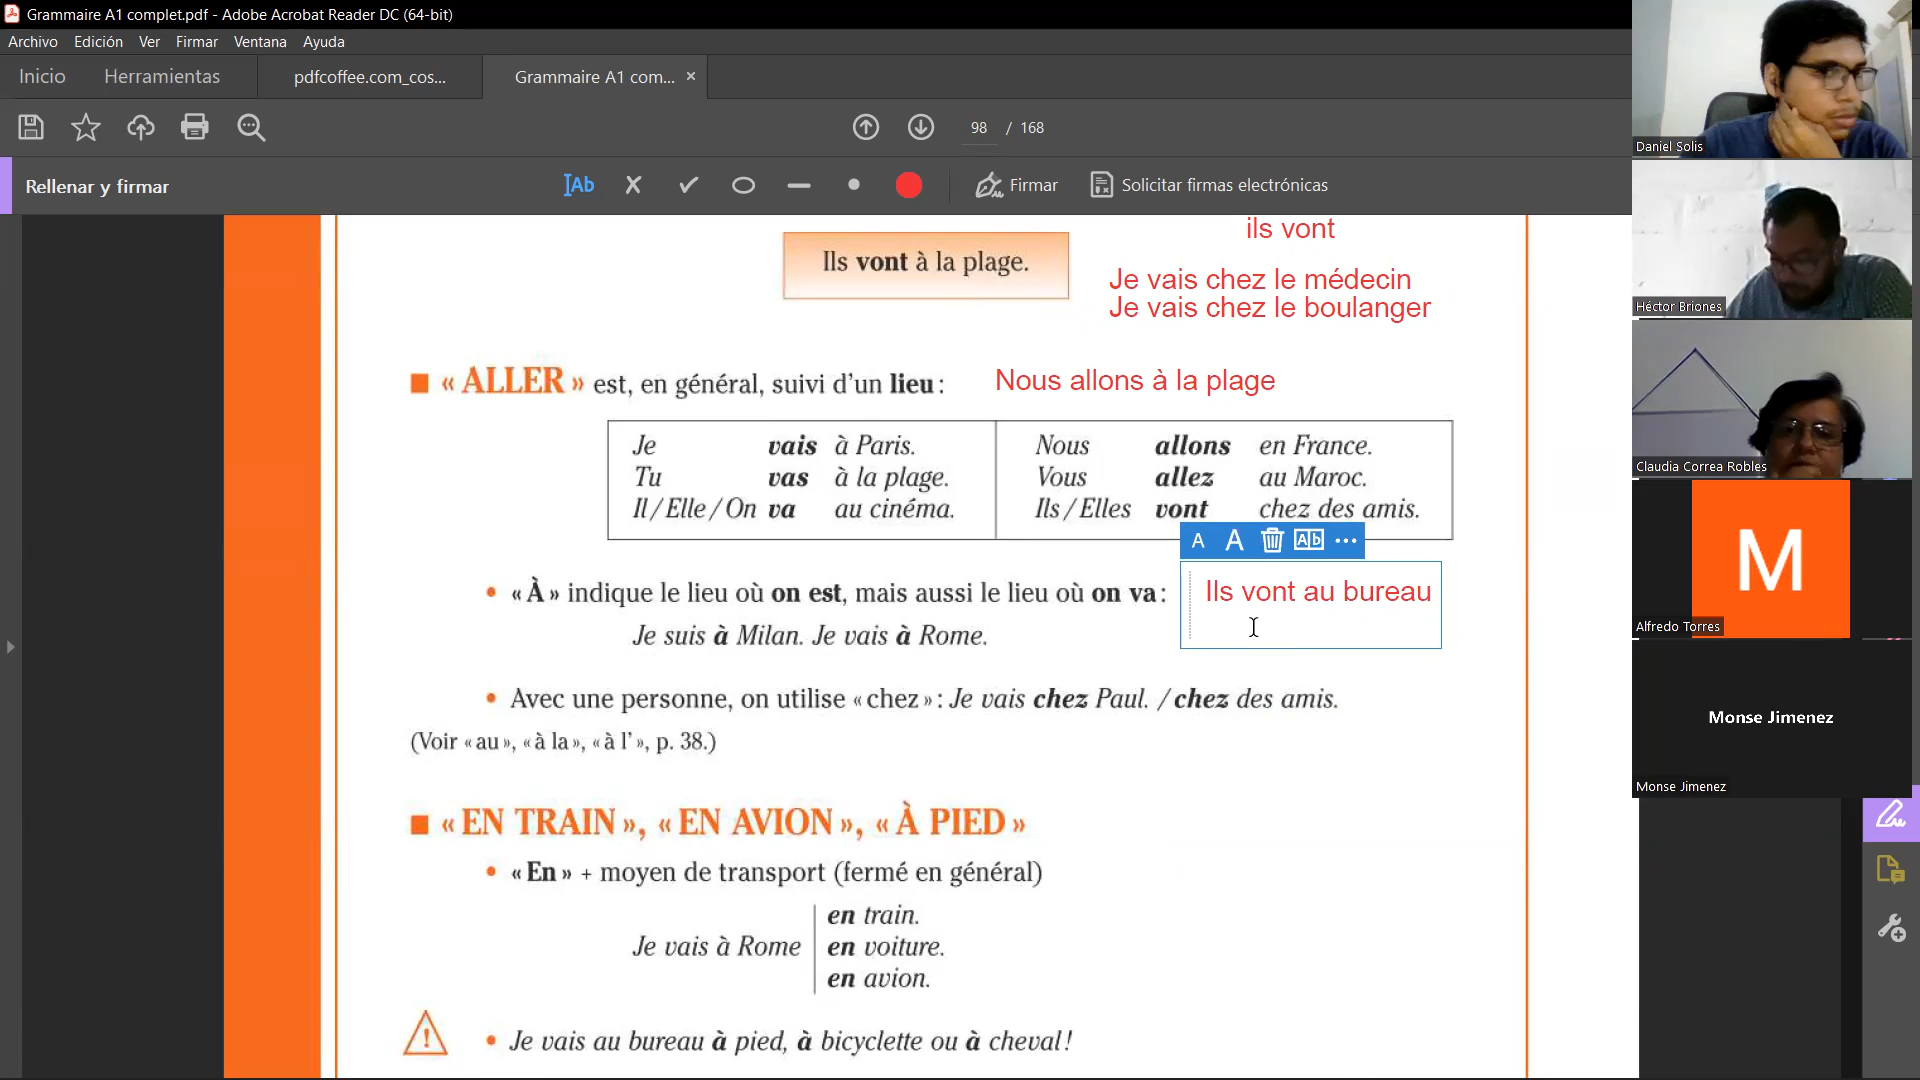 Grammaire A1 complet.pdf - Adobe Acrobat Reader DC (64-bit)
Archivo Edición Ver Firmar Ventana Ayuda
Inicio Herramientas pdfcoffee.com_cos... Grammaire A1 com... ×
98 / 168
Rellenar y firmar
Ab
Firmar
Solicitar firmas electrónicas
ils vont
Ils vont à la plage.
Je vais chez le médecin
Je vais chez le boulanger
« ALLER » est, en général, suivi d'un lieu :
Nous allons à la plage
Je vais à Paris. Nous allons en France.
Tu vas à la plage. Vous allez au Maroc.
Il / Elle / On va au cinéma. Ils / Elles vont chez des amis.
A A Ab ...
• « À » indique le lieu où on est, mais aussi le lieu où on va :
Ils vont au bureau
Je suis à Milan. Je vais à Rome.
• Avec une personne, on utilise « chez » : Je vais chez Paul. / chez des amis.
(Voir « au », « à la », « à l' », p. 38.)
« EN TRAIN », « EN AVION », « À PIED »
• « En » + moyen de transport (fermé en général)
en train.
Je vais à Rome en voiture.
en avion.
! • Je vais au bureau à pied, à bicyclette ou à cheval !
Daniel Solis
Héctor Briones
Claudia Correa Robles
M
Alfredo Torres
Monse Jimenez
Monse Jimenez